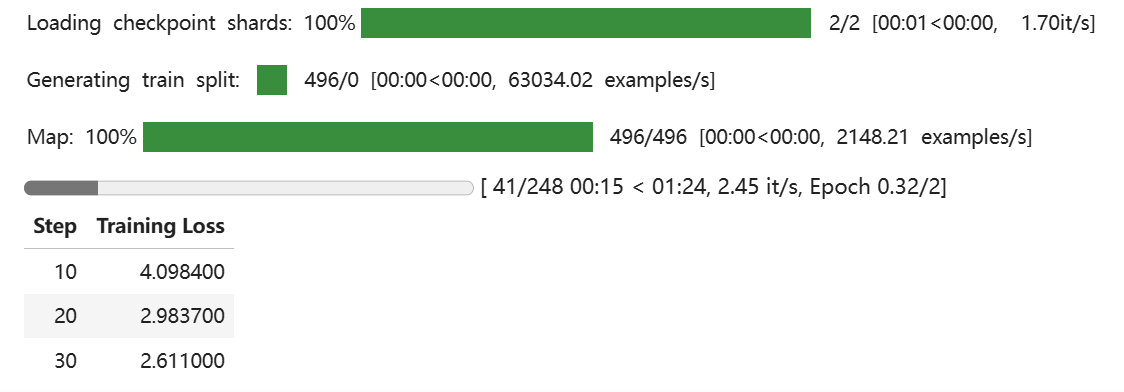 Loading checkpoint shards: 100% 2/2 [00:01<00:00, 1.70it/s]
Generating train split: 496/0 [00:00<00:00, 63034.02 examples/s]
Map: 100% 496/496 [00:00<00:00, 2148.21 examples/s]
[ 41/248 00:15 < 01:24, 2.45 it/s, Epoch 0.32/2]
Step Training Loss
10 4.098400
20 2.983700
30 2.611000